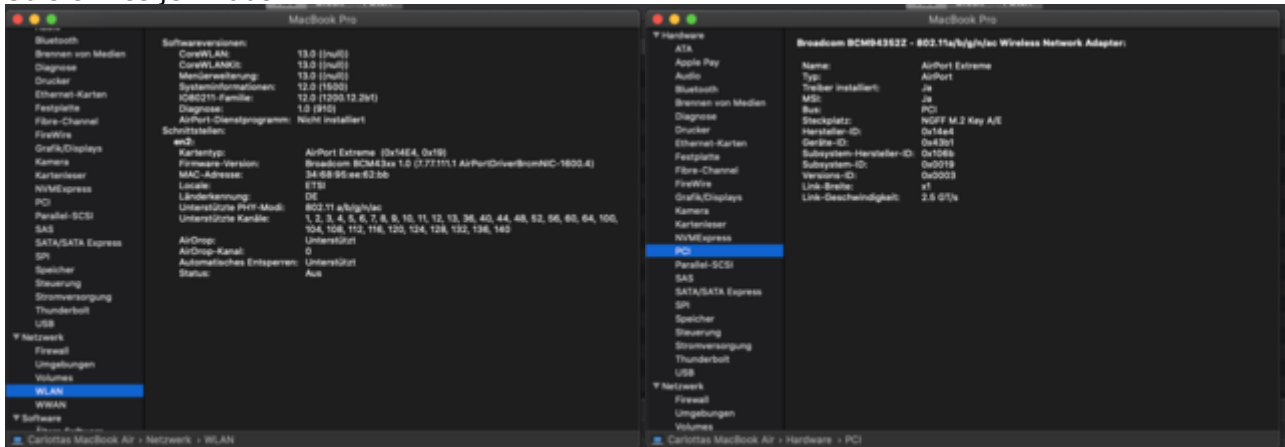 MacBook Pro
Bluetooth
Brennen von Medien
Diagnose
Drucker
Ethernet-Karten
Festplatte
Fibre-Channel
FireWire
Grafik/Displays
Kamera
Kartenleser
NVMExpress
PCI
Parallel-SCSI
SAS
SATA/SATA Express
SPI
Speicher
Steuerung
Stromversorgung
Thunderbolt
USB
Netzwerk
Firewall
Umgebungen
Volumes
WLAN
WWAN
Software
Softwareversionen:
CoreWLAN: 13.0 ((null))
CoreWLANKit: 13.0 ((null))
Menüerweiterung: 13.0 ((null))
Systeminformationen: 12.0 (1500)
IO80211-Familie: 12.0 (1200.12.2b1)
Diagnose: 1.0 (910)
AirPort-Dienstprogramm: Nicht installiert
Schnittstellen:
en2:
Kartentyp: AirPort Extreme (0x14E4, 0x19)
Firmware-Version: Broadcom BCM43xx 1.0 (7.77.111.1 AirPortDriverBrcmNIC-1600.4)
MAC-Adresse: 34:68:95:ee:62:bb
Locale: ETSI
Länderkennung: DE
Unterstützte PHY-Modi: 802.11 a/b/g/n/ac
Unterstützte Kanäle: 1, 2, 3, 4, 5, 6, 7, 8, 9, 10, 11, 12, 13, 36, 40, 44, 48, 52, 56, 60, 64, 100,
104, 108, 112, 116, 120, 124, 128, 132, 136, 140
AirDrop: Unterstützt
AirDrop-Kanal: 0
Automatisches Entsperren: Unterstützt
Status: Aus
Carlottas MacBook Air › Netzwerk › WLAN
MacBook Pro
Hardware
ATA
Apple Pay
Audio
Bluetooth
Brennen von Medien
Diagnose
Drucker
Ethernet-Karten
Festplatte
Fibre-Channel
FireWire
Grafik/Displays
Kamera
Kartenleser
NVMExpress
PCI
Parallel-SCSI
SAS
SATA/SATA Express
SPI
Speicher
Steuerung
Stromversorgung
Thunderbolt
USB
Netzwerk
Firewall
Umgebungen
Volumes
Broadcom BCM94352Z - 802.11a/b/g/n/ac Wireless Network Adapter:
Name: AirPort Extreme
Typ: AirPort
Treiber installiert: Ja
MSI: Ja
Bus: PCI
Steckplatz: NGFF M.2 Key A/E
Hersteller-ID: 0x14e4
Geräte-ID: 0x43b1
Subsystem-Hersteller-ID: 0x106b
Subsystem-ID: 0x0019
Versions-ID: 0x0003
Link-Breite: x1
Link-Geschwindigkeit: 2.5 GT/s
Carlottas MacBook Air › Hardware › PCI